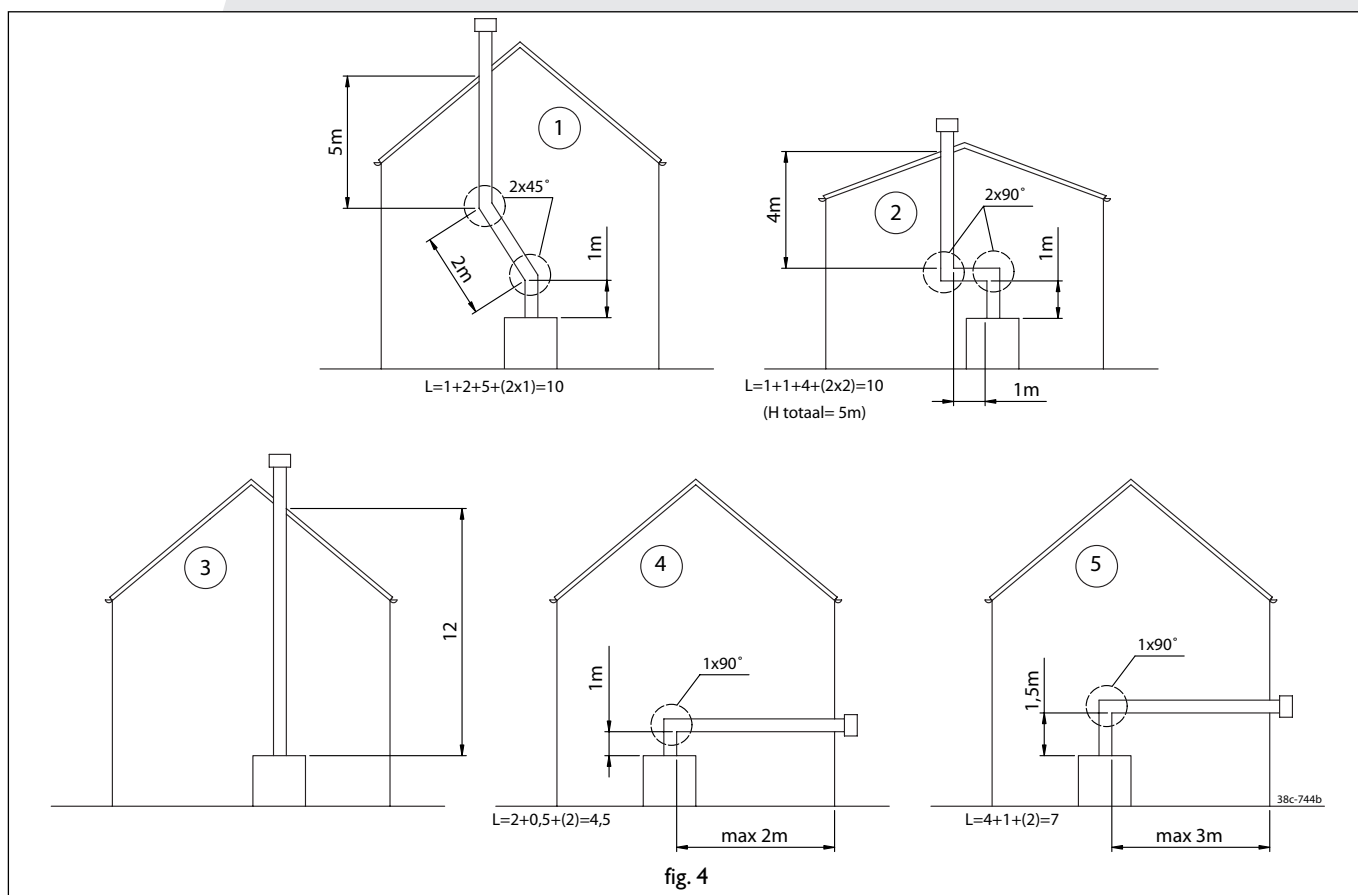 1
5m
2x45°
2m
1m
L=1+2+5+(2x1)=10
2
4m
2x90°
1m
L=1+1+4+(2x2)=10
(H totaal= 5m)
1m
3
12
4
1m
1x90°
L=2+0,5+(2)=4,5
max 2m
5
1,5m
1x90°
L=4+1+(2)=7
max 3m
38c-744b
fig. 4